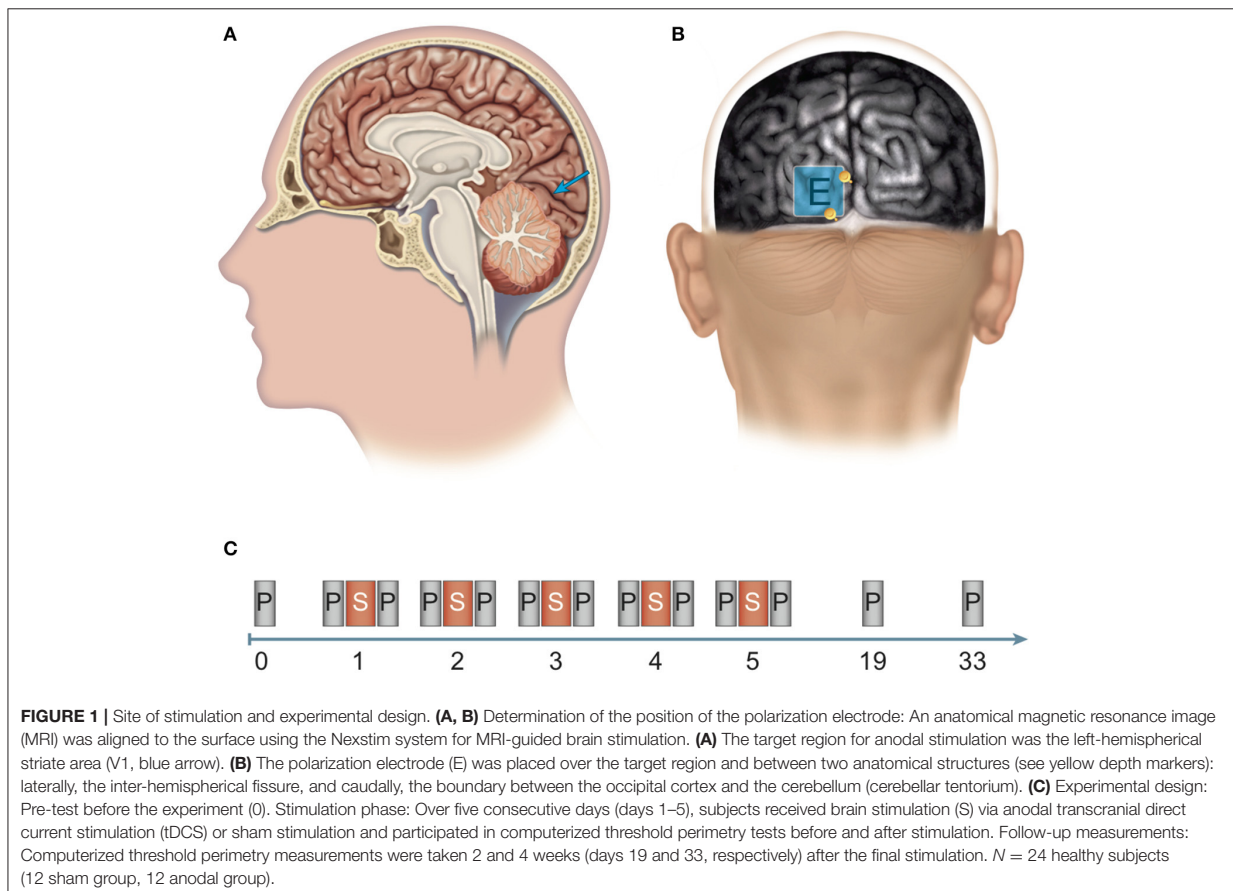 A
B
E
C
P P S P P S P P S P P S P P S P P P
0 1 2 3 4 5 19 33
FIGURE 1 | Site of stimulation and experimental design. (A, B) Determination of the position of the polarization electrode: An anatomical magnetic resonance image
(MRI) was aligned to the surface using the Nexstim system for MRI-guided brain stimulation. (A) The target region for anodal stimulation was the left-hemispherical
striate area (V1, blue arrow). (B) The polarization electrode (E) was placed over the target region and between two anatomical structures (see yellow depth markers):
laterally, the inter-hemispherical fissure, and caudally, the boundary between the occipital cortex and the cerebellum (cerebellar tentorium). (C) Experimental design:
Pre-test before the experiment (0). Stimulation phase: Over five consecutive days (days 1–5), subjects received brain stimulation (S) via anodal transcranial direct
current stimulation (tDCS) or sham stimulation and participated in computerized threshold perimetry tests before and after stimulation. Follow-up measurements:
Computerized threshold perimetry measurements were taken 2 and 4 weeks (days 19 and 33, respectively) after the final stimulation. N = 24 healthy subjects
(12 sham group, 12 anodal group).